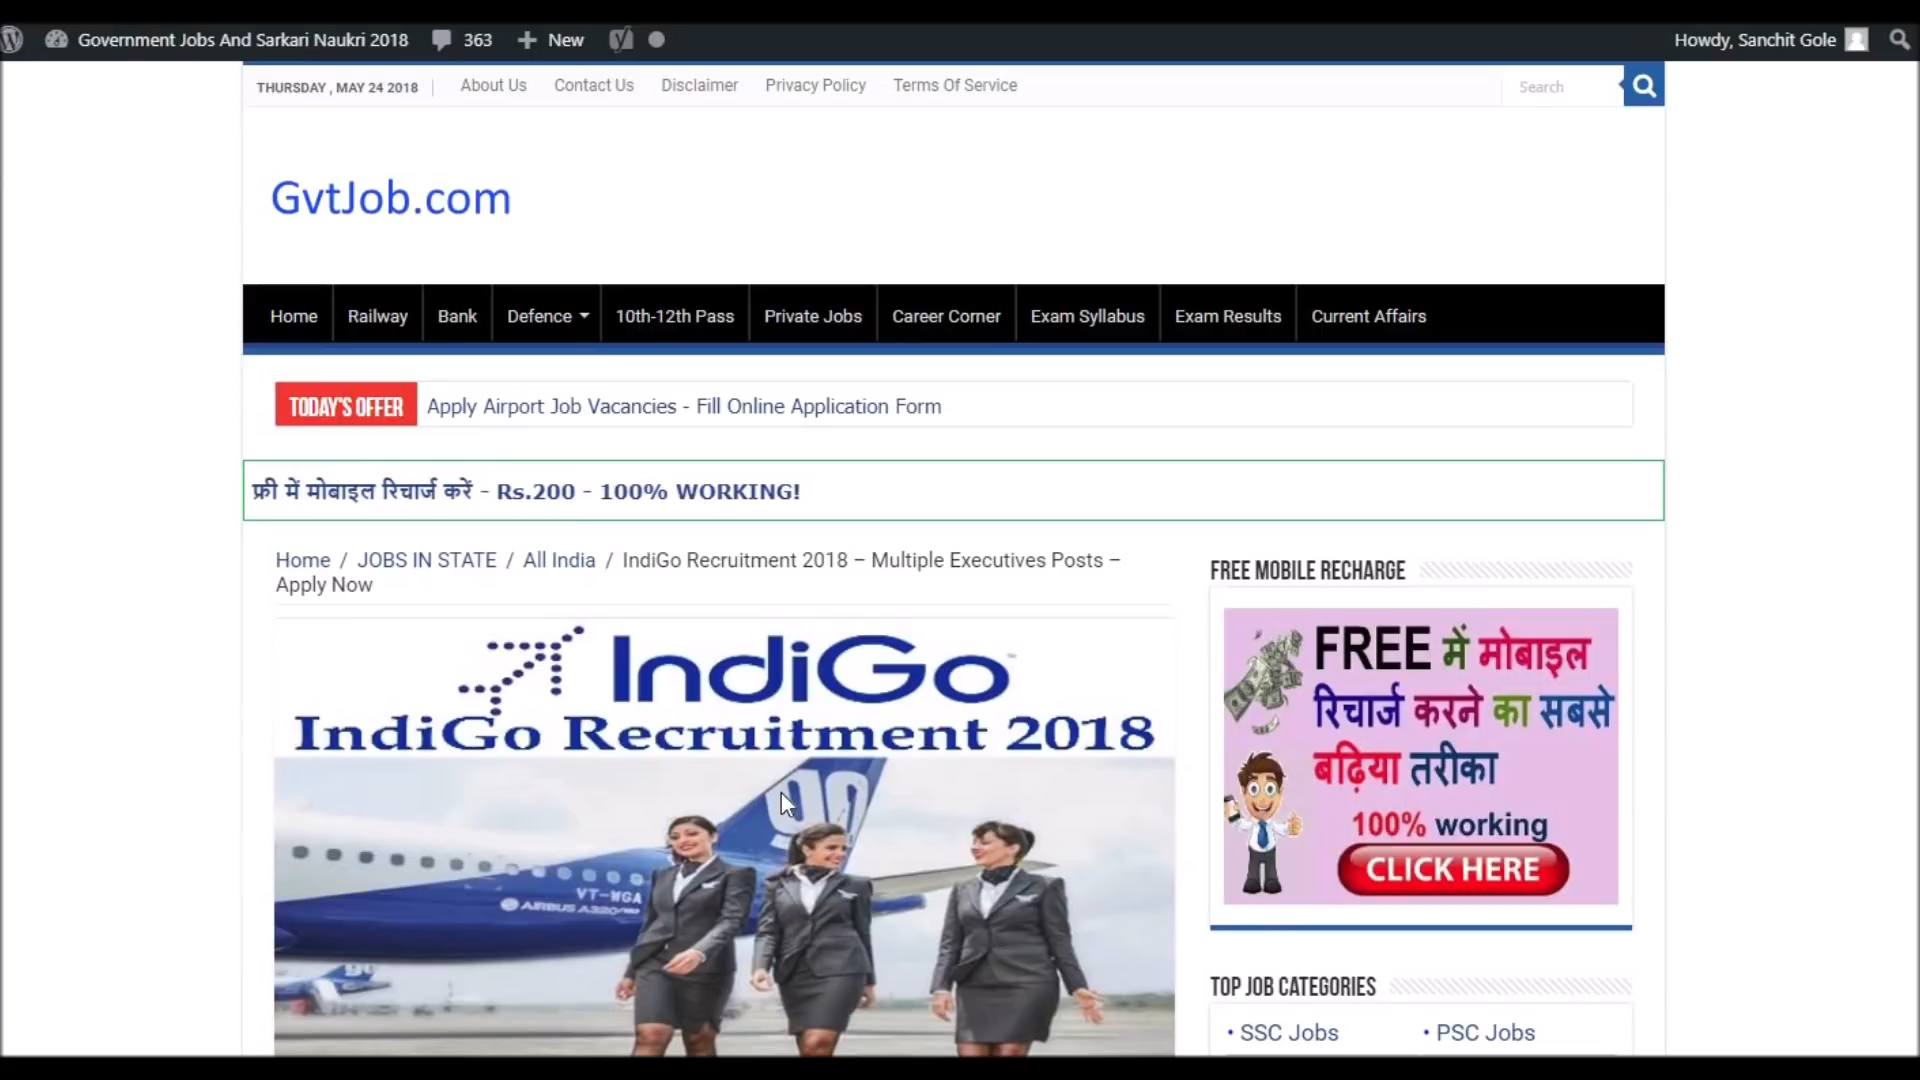 Government Jobs And Sarkari Naukri 2018 363 New Howdy, Sanchit Gole
THURSDAY , MAY 24 2018 About Us Contact Us Disclaimer Privacy Policy Terms Of Service Search
GvtJob.com
Home Railway Bank Defence 10th-12th Pass Private Jobs Career Corner Exam Syllabus Exam Results Current Affairs
TODAY'S OFFER Apply Airport Job Vacancies - Fill Online Application Form
फ्री में मोबाइल रिचार्ज करें - Rs.200 - 100% WORKING!
Home / JOBS IN STATE / All India / IndiGo Recruitment 2018 – Multiple Executives Posts –
Apply Now
IndiGo
IndiGo Recruitment 2018
VT-WGA
AIRBUS A320
FREE MOBILE RECHARGE
FREE में मोबाइल
रिचार्ज करने का सबसे
बढ़िया तरीका
100% working
CLICK HERE
TOP JOB CATEGORIES
• SSC Jobs • PSC Jobs